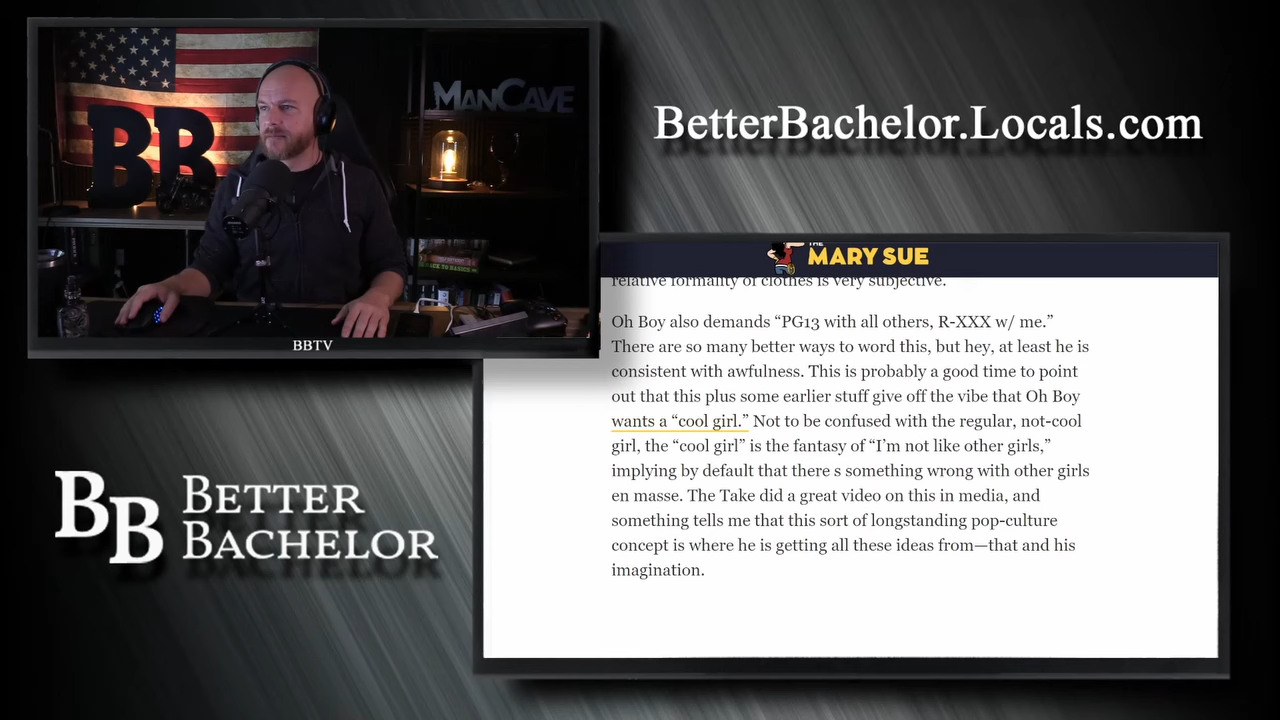 BB
ManCave
BACK TO BASICS
BBTV
BetterBachelor.Locals.com
BB BETTER
BACHELOR
THE
MARY SUE
relative formality of clothes is very subjective.
Oh Boy also demands “PG13 with all others, R-XXX w/ me.”
There are so many better ways to word this, but hey, at least he is
consistent with awfulness. This is probably a good time to point
out that this plus some earlier stuff give off the vibe that Oh Boy
wants a “cool girl.” Not to be confused with the regular, not-cool
girl, the “cool girl” is the fantasy of “I’m not like other girls,”
implying by default that there s something wrong with other girls
en masse. The Take did a great video on this in media, and
something tells me that this sort of longstanding pop-culture
concept is where he is getting all these ideas from—that and his
imagination.